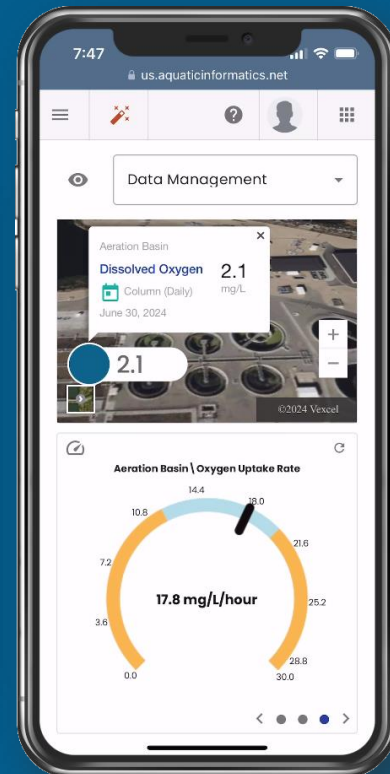 7:47
us.aquaticinformatics.net
Data Management
Aeration Basin
Dissolved Oxygen 2.1
Column (Daily) mg/L
June 30, 2024
2.1
©2024 Vexcel
Aeration Basin\Oxygen Uptake Rate
14.4
10.8 18.0
7.2 21.6
17.8 mg/L/hour
3.6 25.2
28.8
0.0 30.0